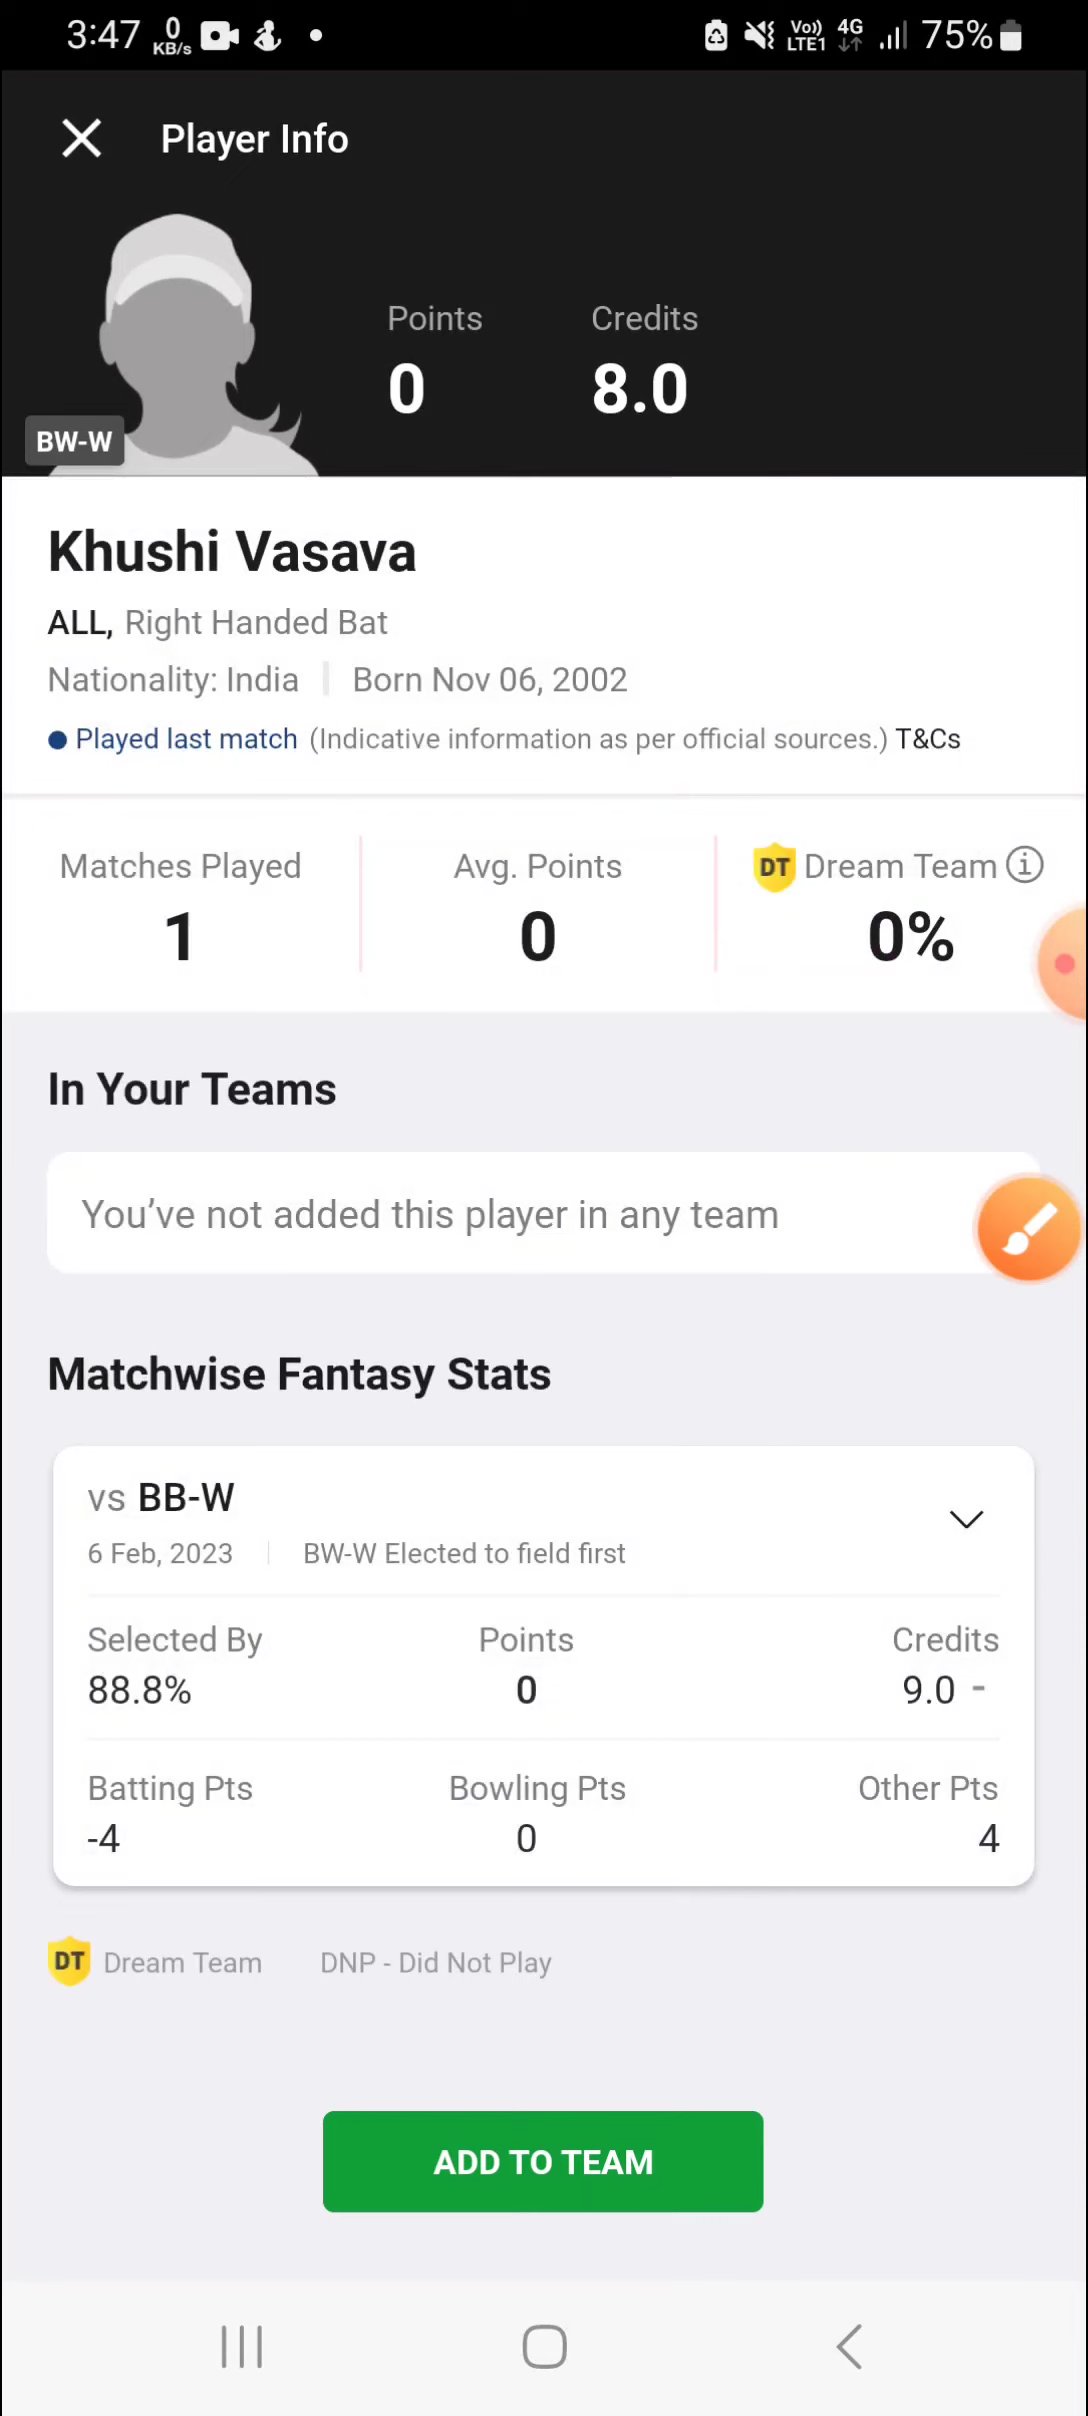 3:47 0 KB/s Vo)) LTE1 4G 75%
Player Info
Points Credits
0 8.0
BW-W
Khushi Vasava
ALL, Right Handed Bat
Nationality: India | Born Nov 06, 2002
Played last match (Indicative information as per official sources.) T&Cs
Matches Played Avg. Points DT Dream Team i
1 0 0%
In Your Teams
You’ve not added this player in any team
Matchwise Fantasy Stats
vs BB-W
6 Feb, 2023 | BW-W Elected to field first
Selected By Points Credits
88.8% 0 9.0 -
Batting Pts Bowling Pts Other Pts
-4 0 4
DT Dream Team DNP - Did Not Play
ADD TO TEAM